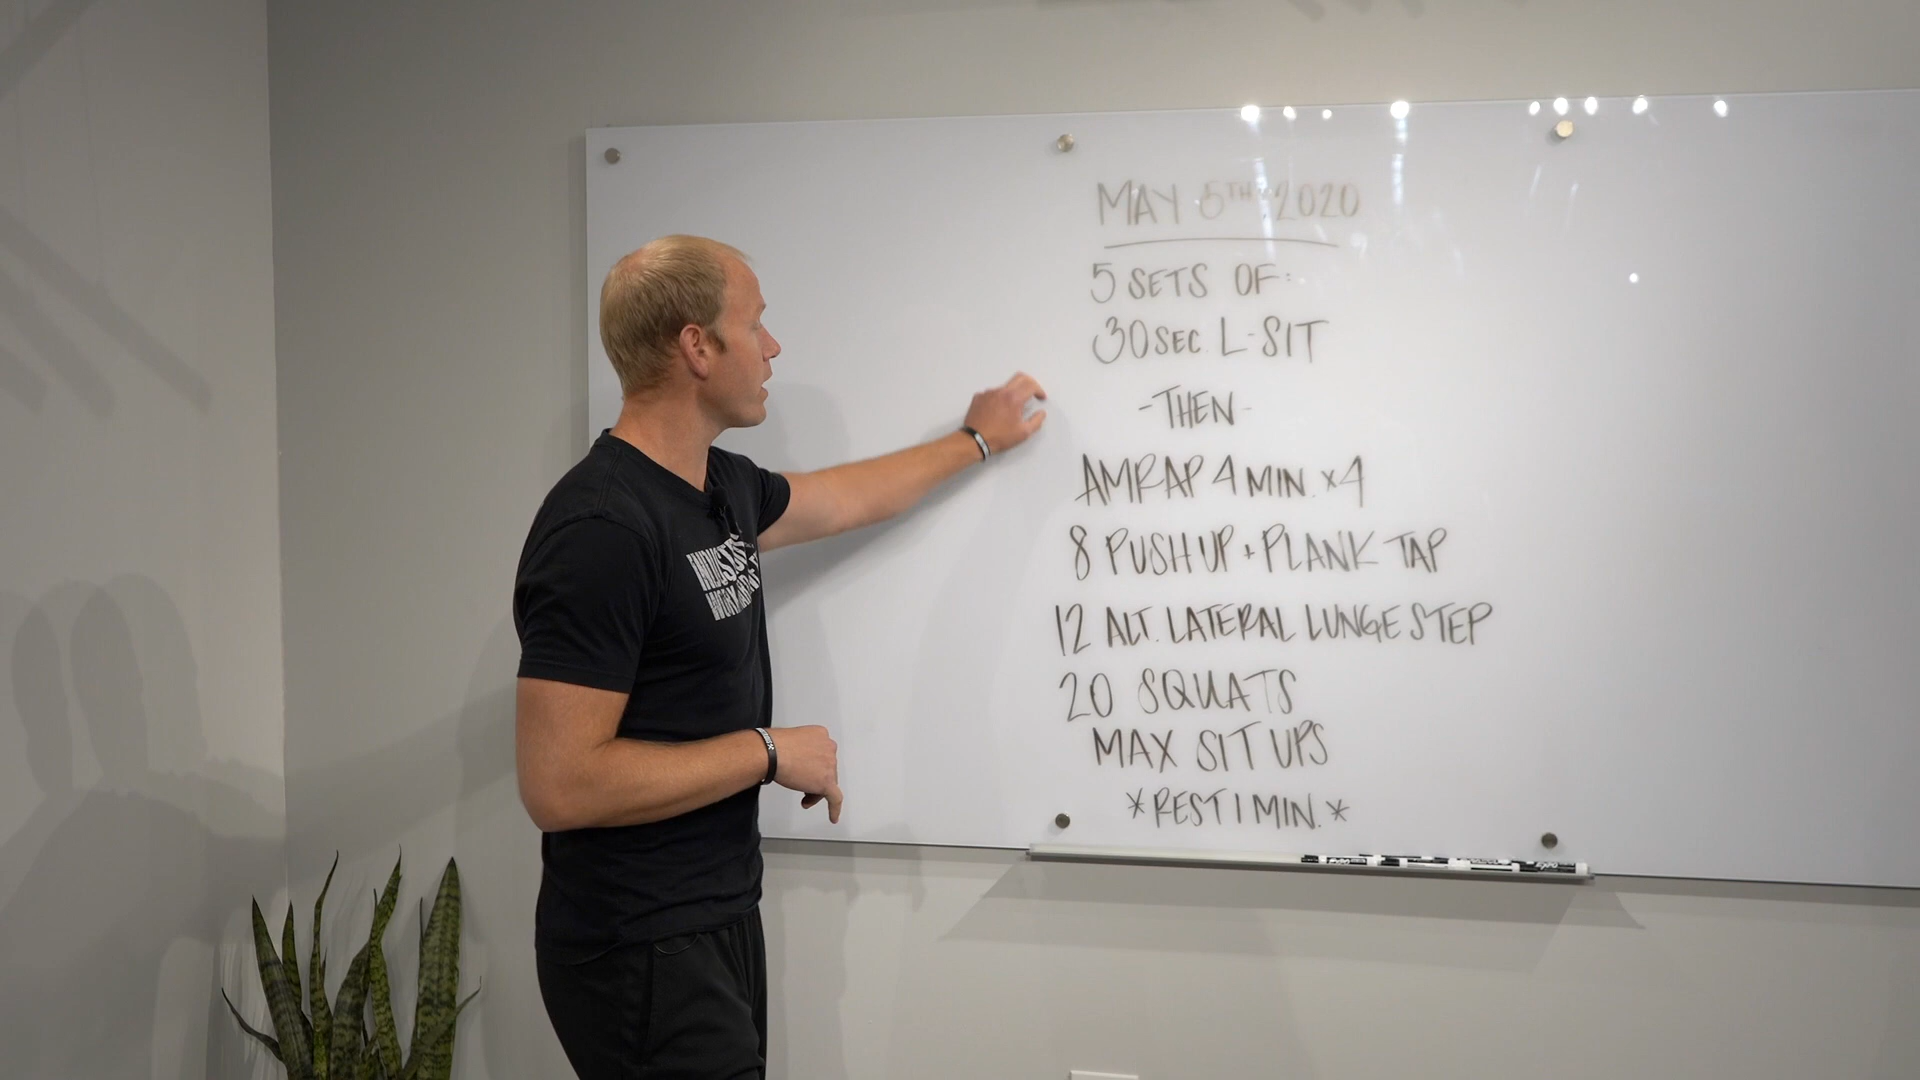 MAY 5TH, 2020
5 SETS OF:
30 SEC. L-SIT
-THEN-
AMRAP 4 MIN. x4
8 PUSH UP + PLANK TAP
12 ALT. LATERAL LUNGE STEP
20 SQUATS
MAX SIT UPS
*REST 1 MIN.*